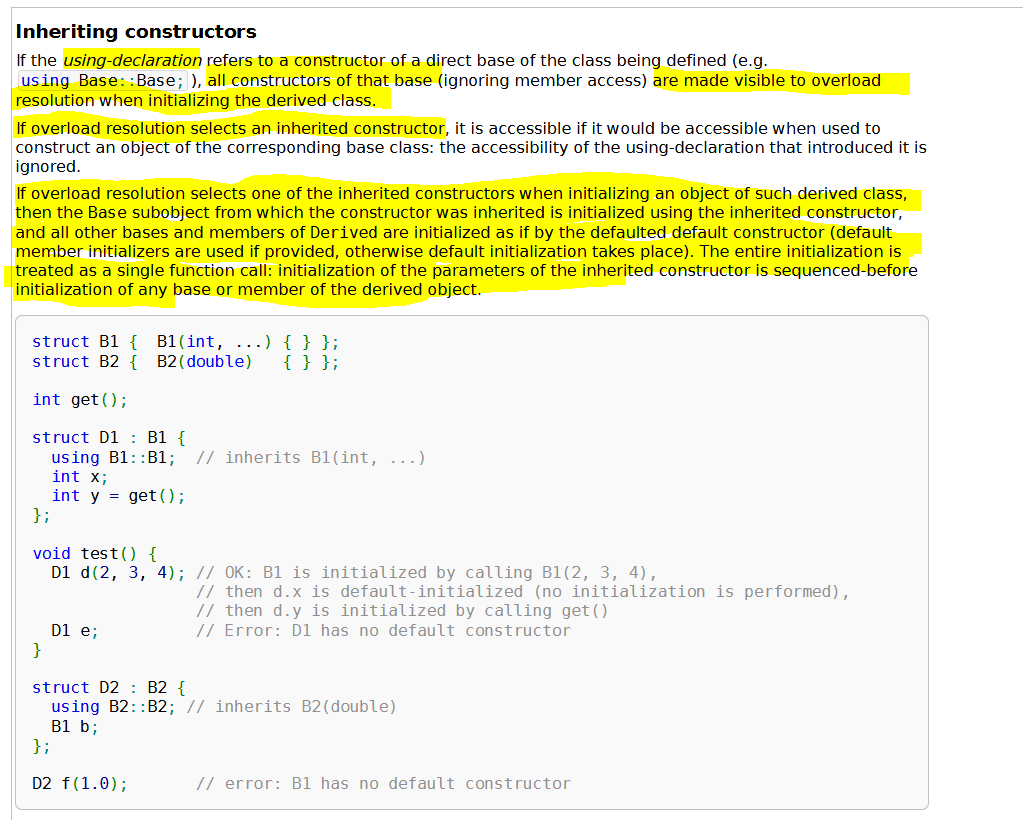 Inheriting constructors
If the using-declaration refers to a constructor of a direct base of the class being defined (e.g.
using Base::Base;), all constructors of that base (ignoring member access) are made visible to overload
resolution when initializing the derived class.
If overload resolution selects an inherited constructor, it is accessible if it would be accessible when used to
construct an object of the corresponding base class: the accessibility of the using-declaration that introduced it is
ignored.
If overload resolution selects one of the inherited constructors when initializing an object of such derived class,
then the Base subobject from which the constructor was inherited is initialized using the inherited constructor,
and all other bases and members of Derived are initialized as if by the defaulted default constructor (default
member initializers are used if provided, otherwise default initialization takes place). The entire initialization is
treated as a single function call: initialization of the parameters of the inherited constructor is sequenced-before
initialization of any base or member of the derived object.
struct B1 {  B1(int, ...) { } };
struct B2 {  B2(double)   { } };
int get();
struct D1 : B1 {
  using B1::B1;  // inherits B1(int, ...)
  int x;
  int y = get();
};
void test() {
  D1 d(2, 3, 4); // OK: B1 is initialized by calling B1(2, 3, 4),
                 // then d.x is default-initialized (no initialization is performed),
                 // then d.y is initialized by calling get()
  D1 e;          // Error: D1 has no default constructor
}
struct D2 : B2 {
  using B2::B2; // inherits B2(double)
  B1 b;
};
D2 f(1.0);       // error: B1 has no default constructor